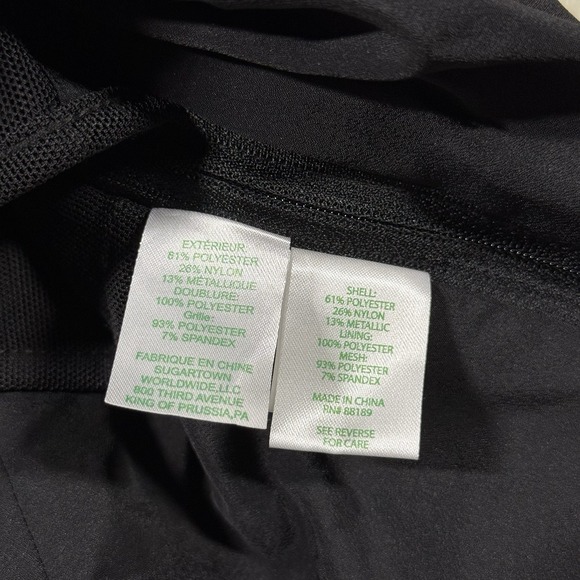 EXTÉRIEUR:
61% POLYESTER
26% NYLON
13% MÉTALLIQUE
DOUBLURE:
100% POLYESTER
Grille:
93% POLYESTER
7% SPANDEX
FABRIQUE EN CHINE
SUGARTOWN
WORLDWIDE,LLC
800 THIRD AVENUE
KING OF PRUSSIA,PA
SHELL:
61% POLYESTER
26% NYLON
13% METALLIC
LINING:
100% POLYESTER
MESH:
93% POLYESTER
7% SPANDEX
MADE IN CHINA
RN# 88189
SEE REVERSE
FOR CARE